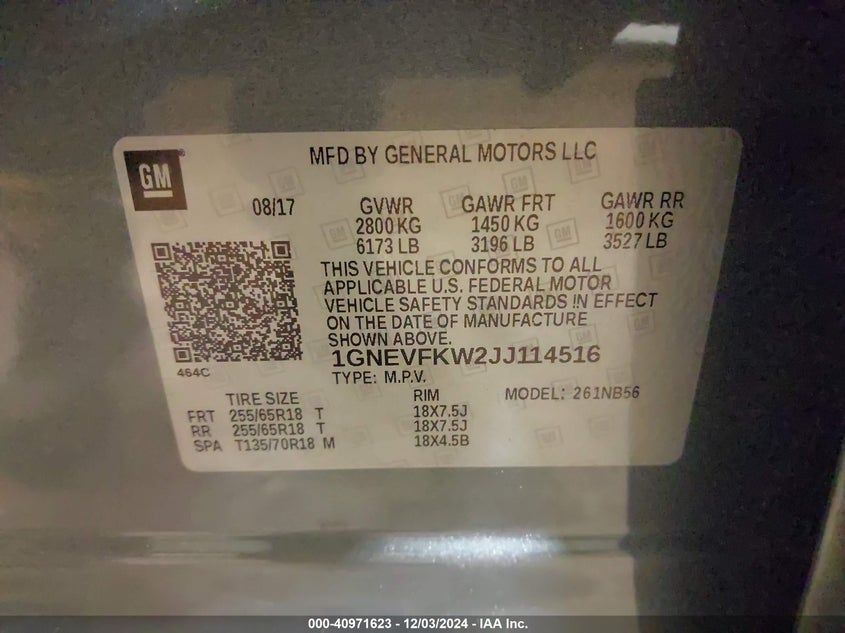 GM
MFD BY GENERAL MOTORS LLC
08/17 GVWR GAWR FRT GAWR RR
2800 KG 1450 KG 1600 KG
6173 LB 3196 LB 3527 LB
THIS VEHICLE CONFORMS TO ALL
APPLICABLE U.S. FEDERAL MOTOR
VEHICLE SAFETY STANDARDS IN EFFECT
ON THE DATE OF MANUFACTURE
SHOWN ABOVE.
1GNEVFKW2JJ114516
464C
TYPE: M.P.V. MODEL: 261NB56
TIRE SIZE RIM
FRT 255/65R18 T 18X7.5J
RR 255/65R18 T 18X7.5J
SPA T135/70R18 M 18X4.5B
000-40971623 - 12/03/2024 - IAA Inc.